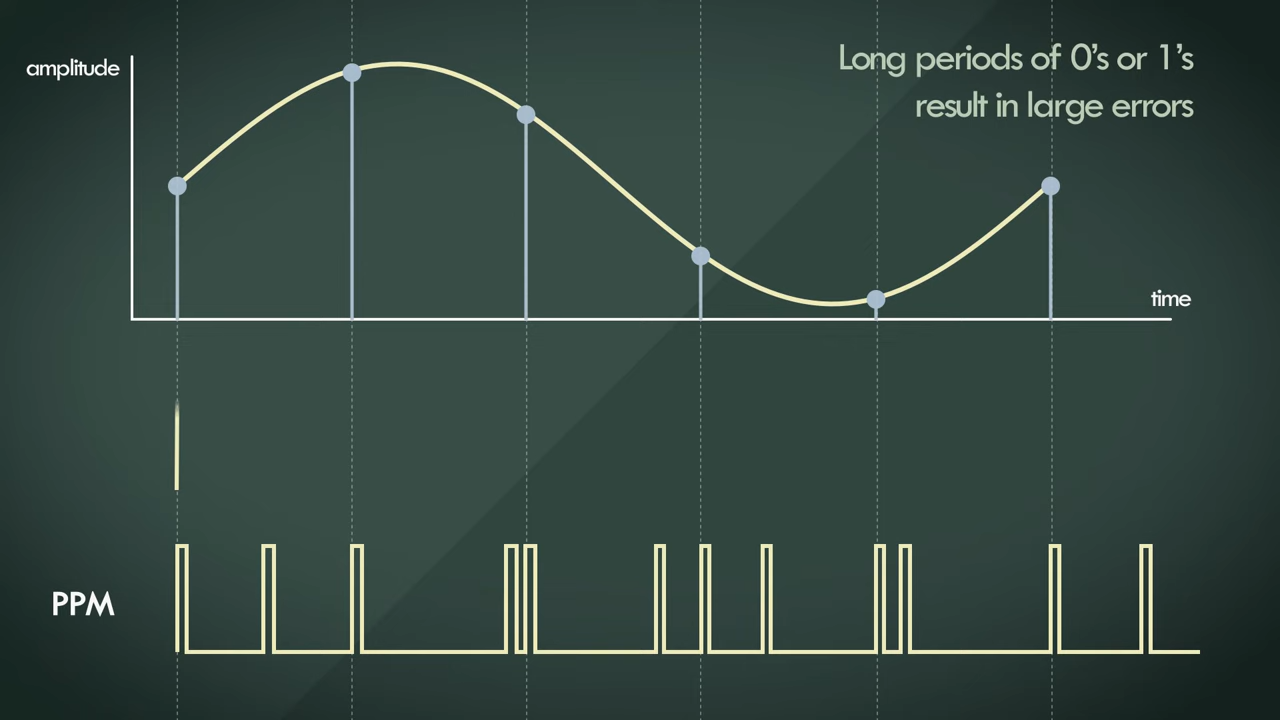 amplitude
Long periods of 0's or 1's
result in large errors
time
PPM